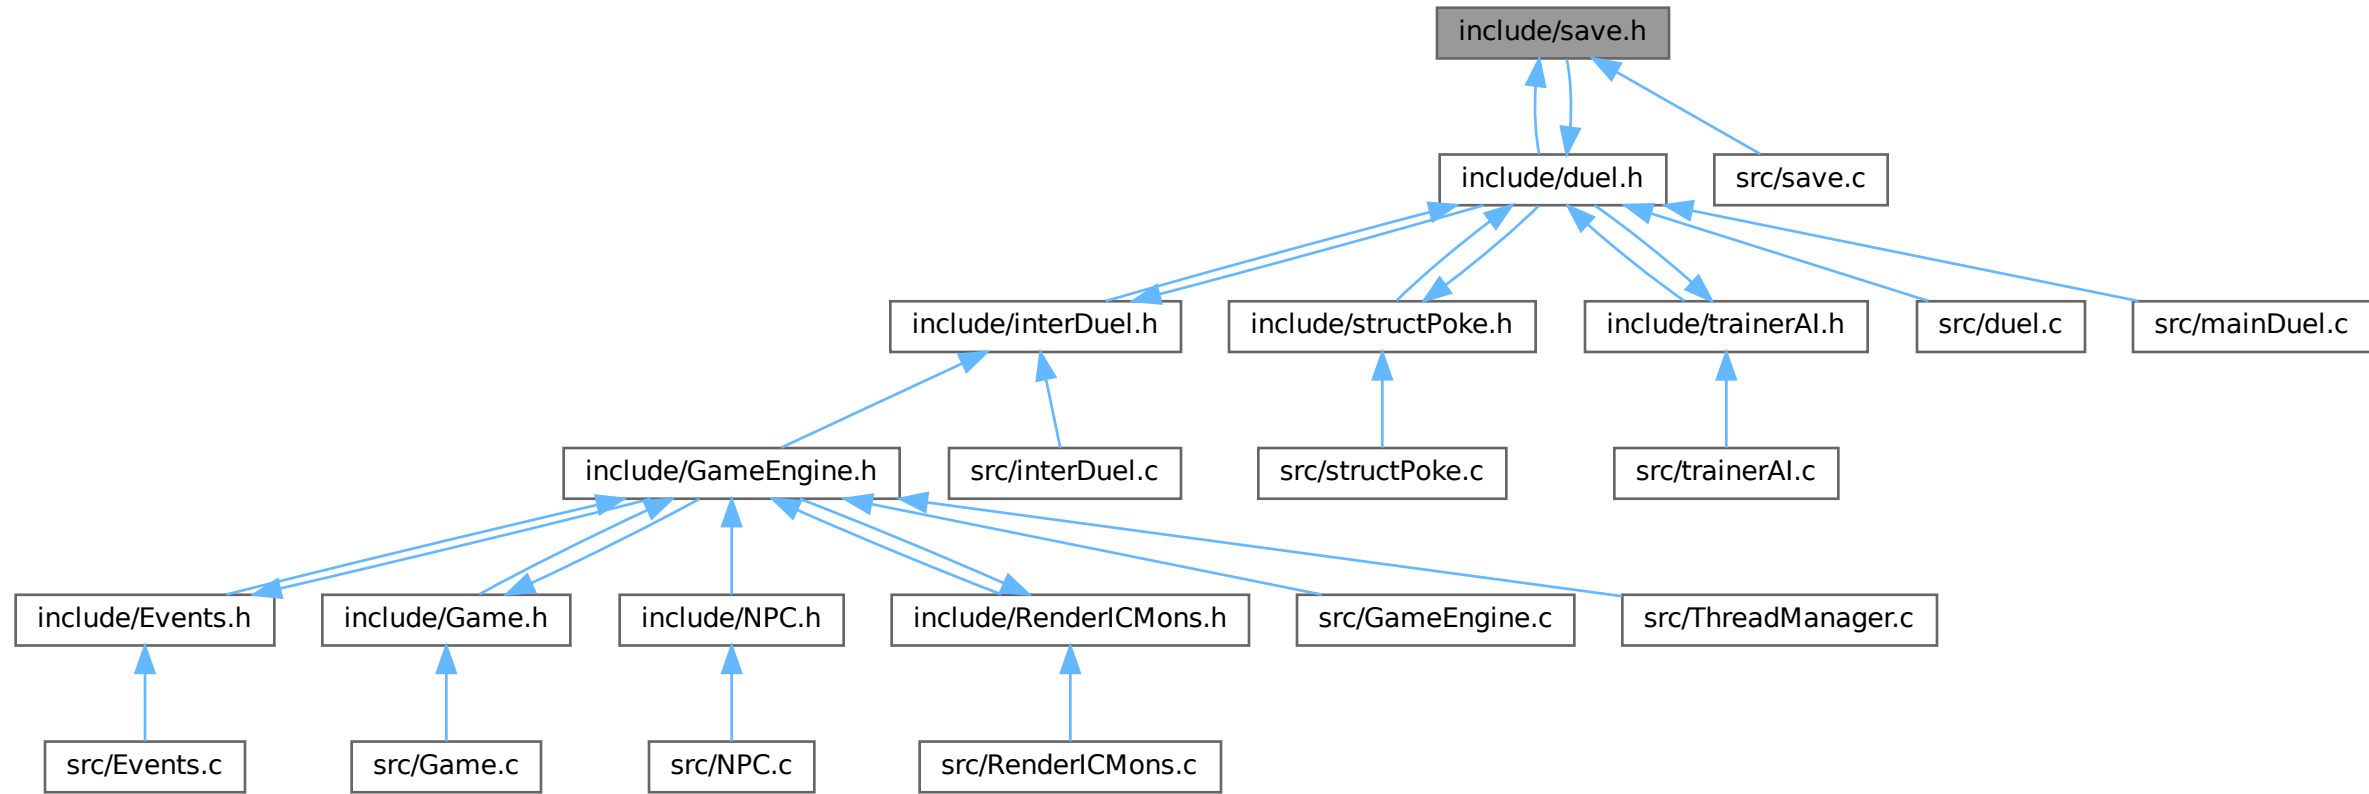 include/save.h
include/duel.h
src/save.c
include/interDuel.h
include/structPoke.h
include/trainerAI.h
src/duel.c
src/mainDuel.c
include/GameEngine.h
src/interDuel.c
src/structPoke.c
src/trainerAI.c
include/Events.h
include/Game.h
include/NPC.h
include/RenderICMons.h
src/GameEngine.c
src/ThreadManager.c
src/Events.c
src/Game.c
src/NPC.c
src/RenderICMons.c